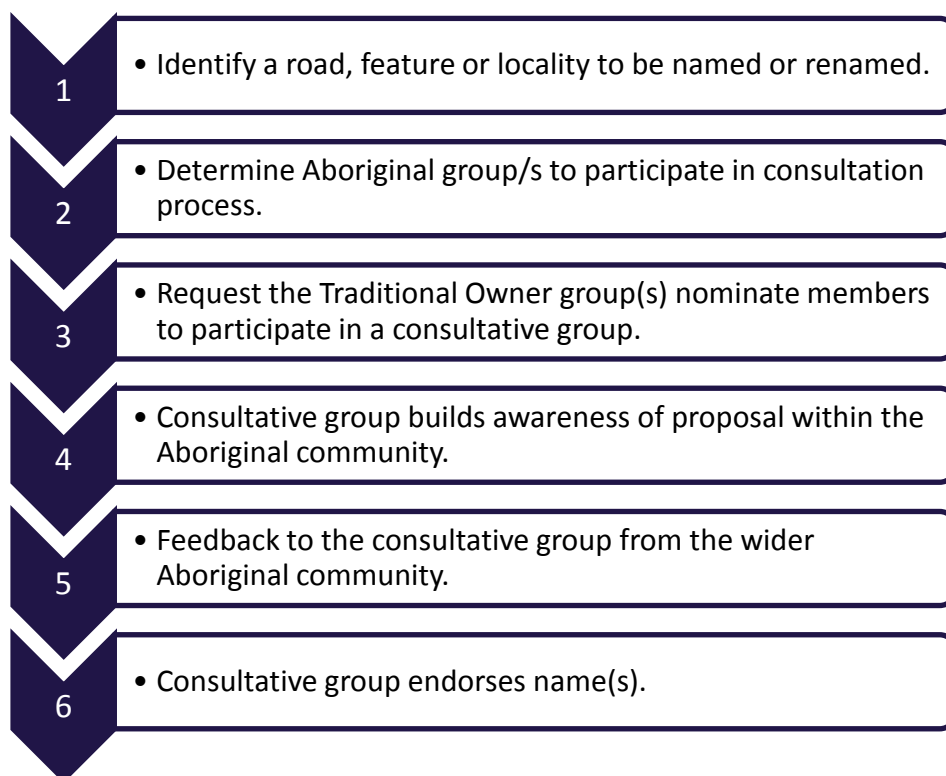 1
• Identify a road, feature or locality to be named or renamed.
2
• Determine Aboriginal group/s to participate in consultation
process.
3
• Request the Traditional Owner group(s) nominate members
to participate in a consultative group.
4
• Consultative group builds awareness of proposal within the
Aboriginal community.
5
• Feedback to the consultative group from the wider
Aboriginal community.
6
• Consultative group endorses name(s).